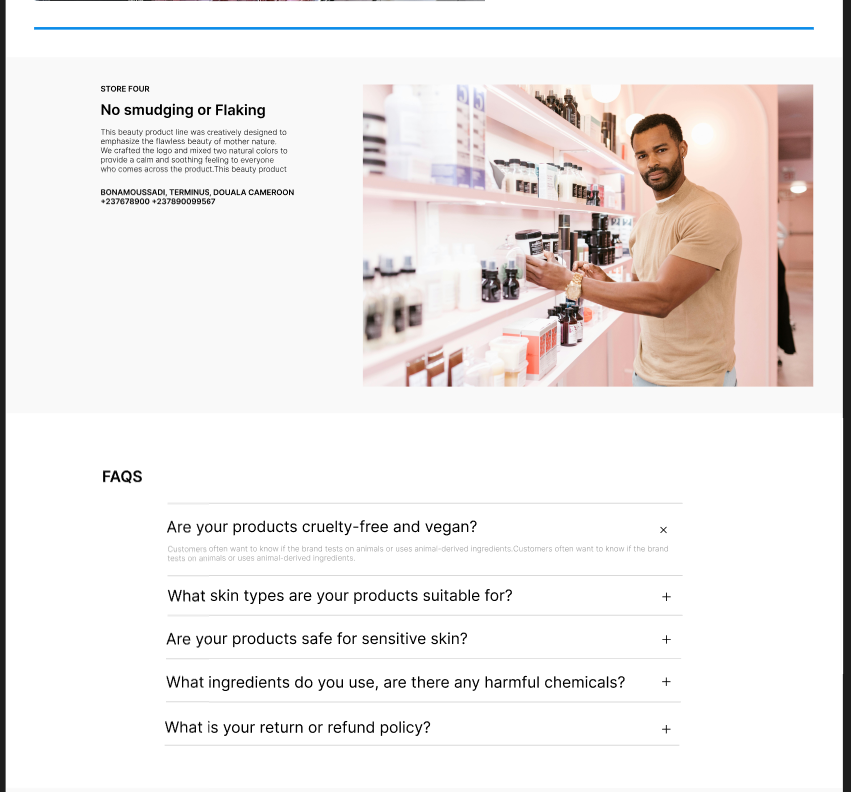 STORE FOUR
No smudging or Flaking
This beauty product line was creatively designed to
emphasize the flawless beauty of mother nature.
We crafted the logo and mixed two natural colors to
provide a calm and soothing feeling to everyone
who comes across the product.This beauty product
BONAMOUSSADI, TERMINUS, DOUALA CAMEROON
+237678900 +237890099567
FAQS
Are your products cruelty-free and vegan?
Customers often want to know if the brand tests on animals or uses animal-derived ingredients.Customers often want to know if the brand
tests on animals or uses animal-derived ingredients.
What skin types are your products suitable for?
Are your products safe for sensitive skin?
What ingredients do you use, are there any harmful chemicals?
What is your return or refund policy?